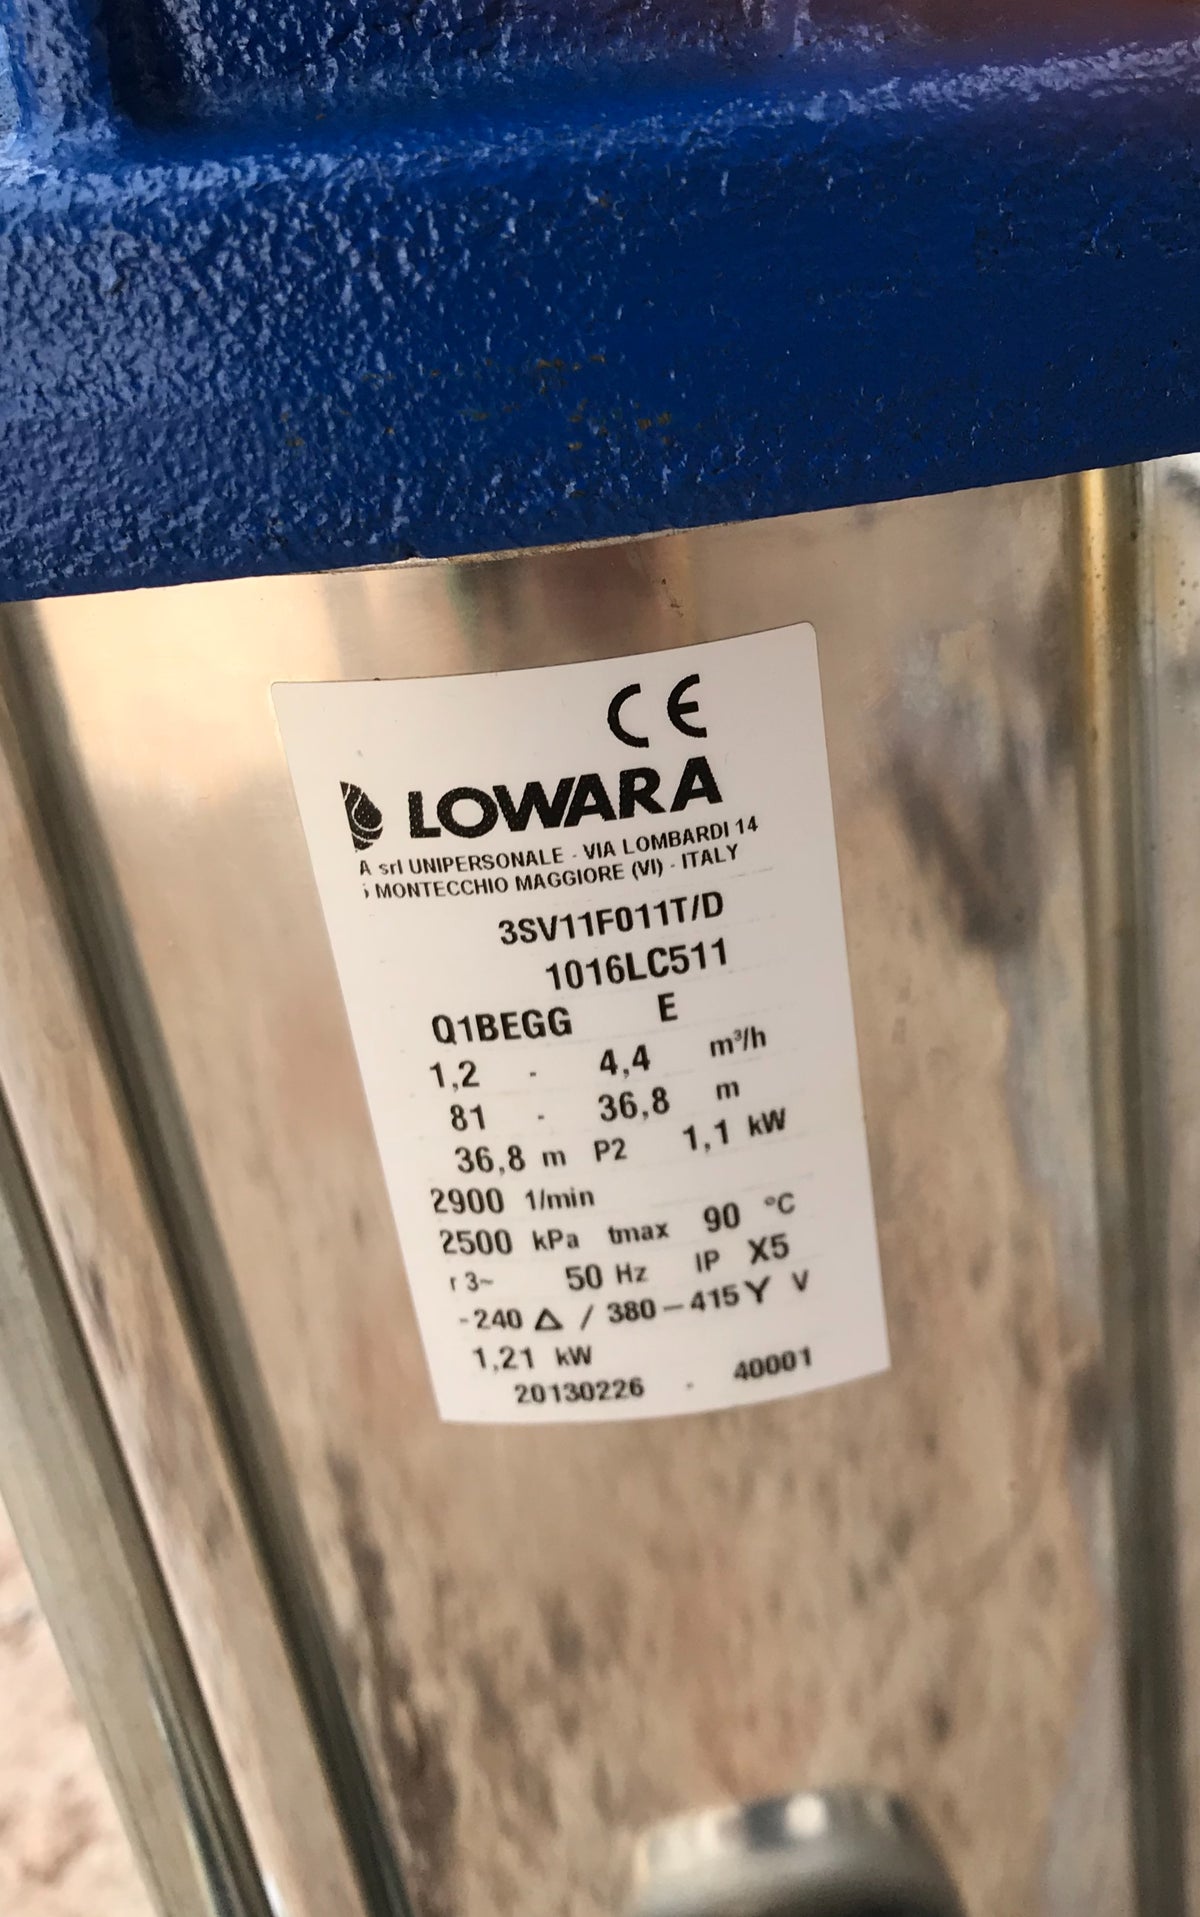 CE
LOWARA
A srl UNIPERSONALE - VIA LOMBARDI 14
MONTECCHIO MAGGIORE (VI) - ITALY
3SV11F011T/D
1016LC511
Q1BEGG E
1,2 - 4,4 m³/h
81 - 36,8 m
36,8 m P2 1,1 kW
2900 1/min
2500 kPa tmax 90 °C
r 3~ 50 Hz IP X5
-240 △ / 380-415 Y V
1,21 kW
20130226 - 40001